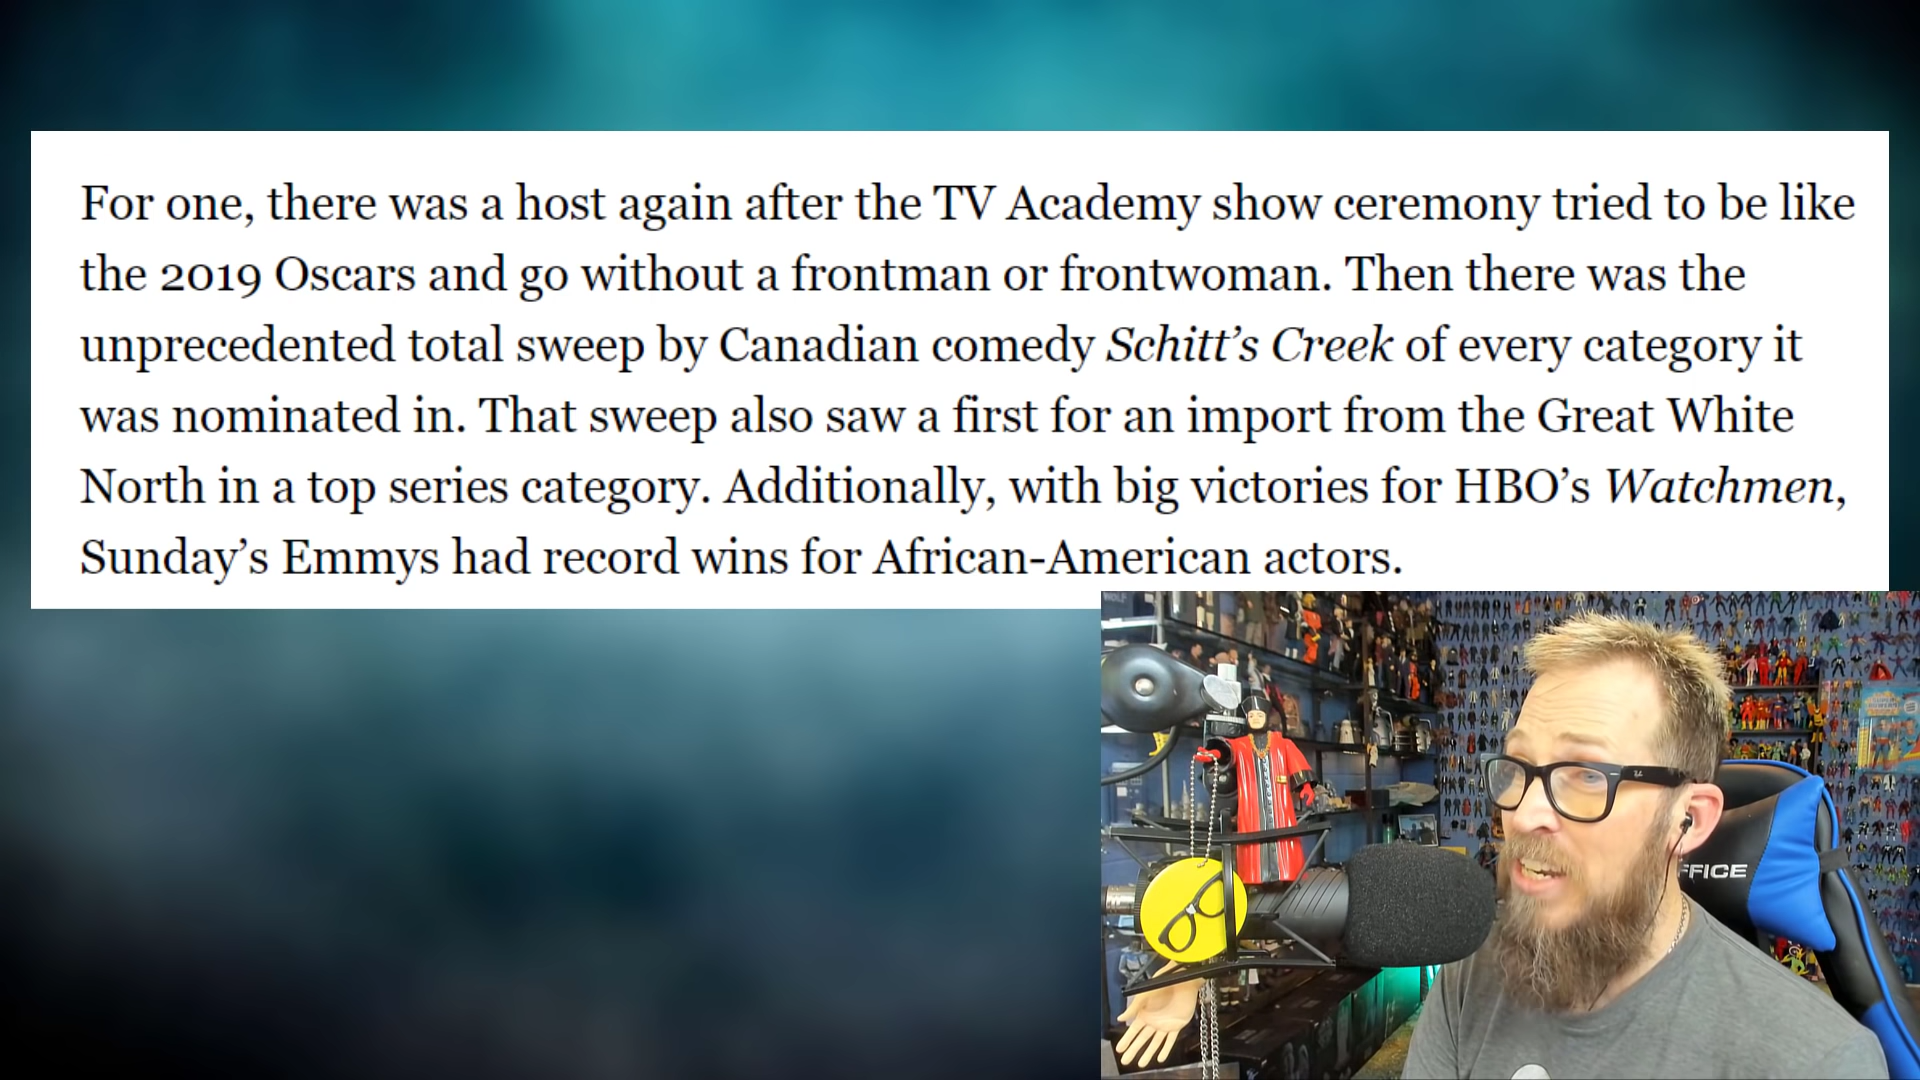 For one, there was a host again after the TV Academy show ceremony tried to be like
the 2019 Oscars and go without a frontman or frontwoman. Then there was the
unprecedented total sweep by Canadian comedy Schitt’s Creek of every category it
was nominated in. That sweep also saw a first for an import from the Great White
North in a top series category. Additionally, with big victories for HBO’s Watchmen,
Sunday’s Emmys had record wins for African-American actors.
FFICE